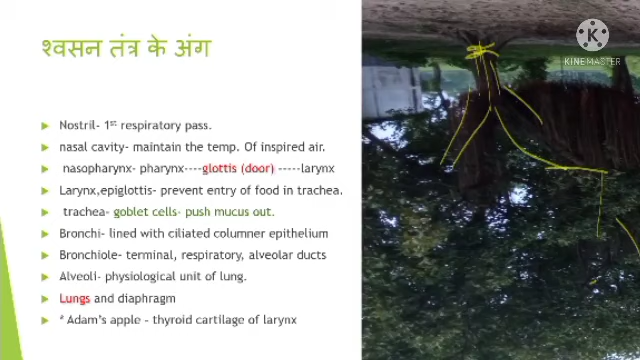 श्वसन तंत्र के अंग
Nostril- 1st respiratory pass.
nasal cavity- maintain the temp. Of inspired air.
nasopharynx- pharynx----glottis (door) -----larynx
Larynx,epiglottis- prevent entry of food in trachea.
trachea- goblet cells- push mucus out.
Bronchi- lined with ciliated columner epithelium
Bronchiole- terminal, respiratory, alveolar ducts
Alveoli- physiological unit of lung.
Lungs and diaphragm
* Adam's apple – thyroid cartilage of larynx
K
KINEMASTER